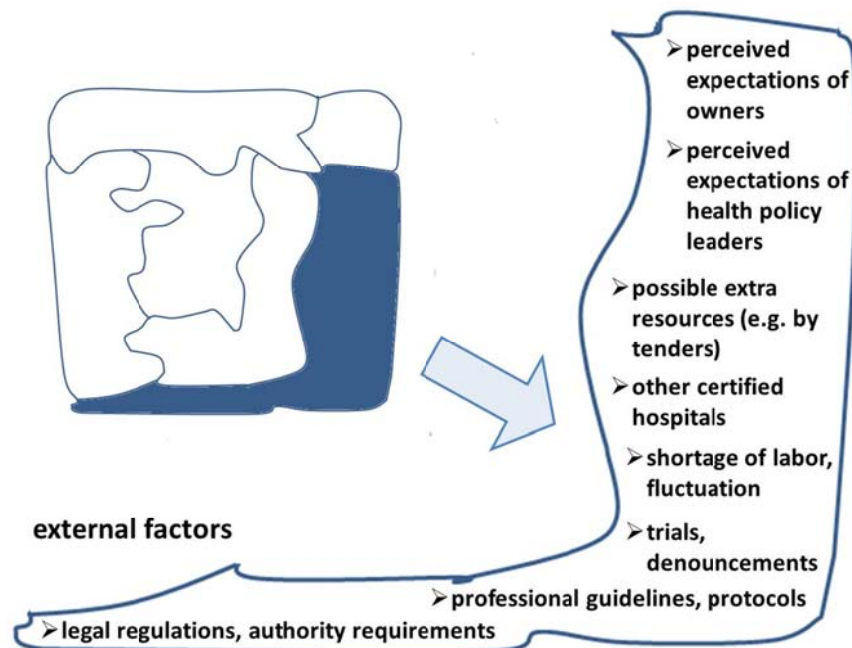 ➢ perceived
expectations of
owners
➢ perceived
expectations of
health policy
leaders
➢ possible extra
resources (e.g. by
tenders)
➢ other certified
hospitals
➢ shortage of labor,
fluctuation
external factors
➢ trials,
denouncements
➢ professional guidelines, protocols
➢ legal regulations, authority requirements